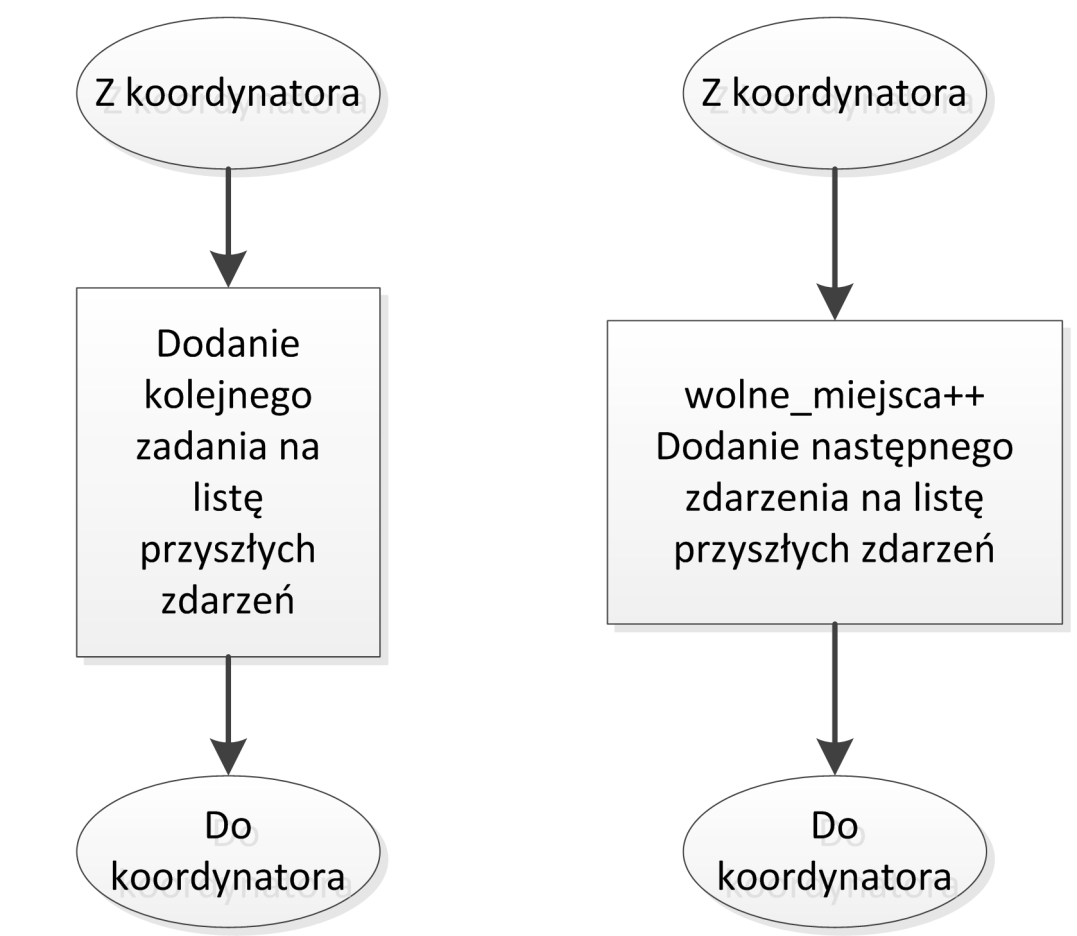 Z koordynatora
Dodanie
kolejnego
zadania na
listę
przyszłych
zdarzeń
Do
koordynatora
Z koordynatora
wolne_miejsca++
Dodanie następnego
zdarzenia na listę
przyszłych zdarzeń
Do
koordynatora